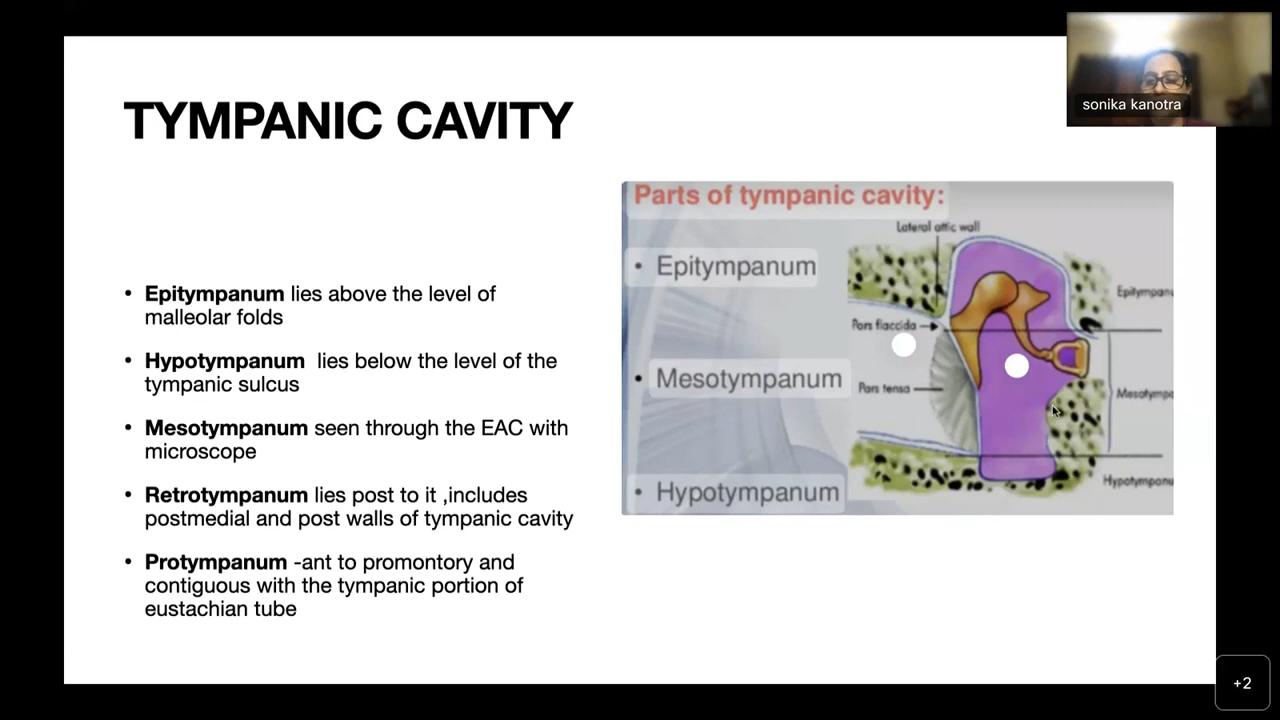 sonika kanotra
TYMPANIC CAVITY
• Epitympanum lies above the level of
malleolar folds
• Hypotympanum lies below the level of the
tympanic sulcus
• Mesotympanum seen through the EAC with
microscope
• Retrotympanum lies post to it ,includes
postmedial and post walls of tympanic cavity
• Protympanum -ant to promontory and
contiguous with the tympanic portion of
eustachian tube
Parts of tympanic cavity:
• Epitympanum
• Mesotympanum
• Hypotympanum
Lateral attic wall
Pars flaccida
Pars tensa
Epitympanu
Mesotympa
Hypotympanu
+2